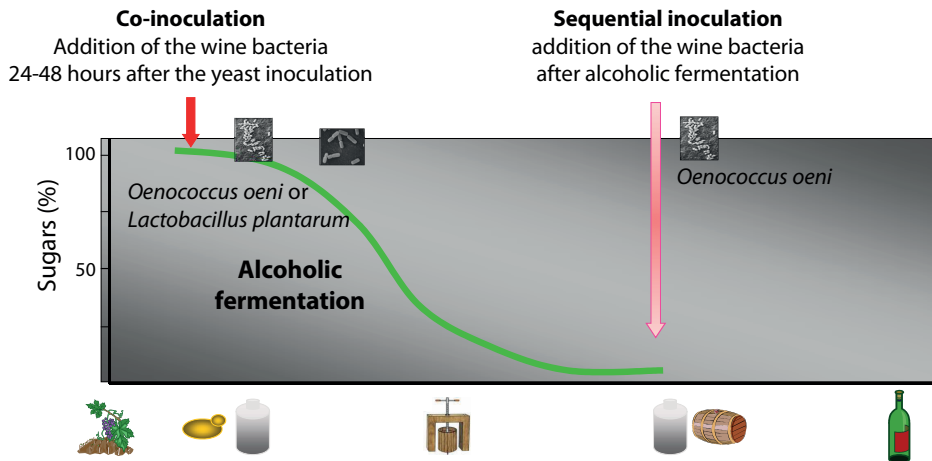 Co-inoculation
Addition of the wine bacteria
24-48 hours after the yeast inoculation
Sequential inoculation
addition of the wine bacteria
after alcoholic fermentation
Sugars (%)
100
50
Oenococcus oeni or
Lactobacillus plantarum
Alcoholic
fermentation
Oenococcus oeni